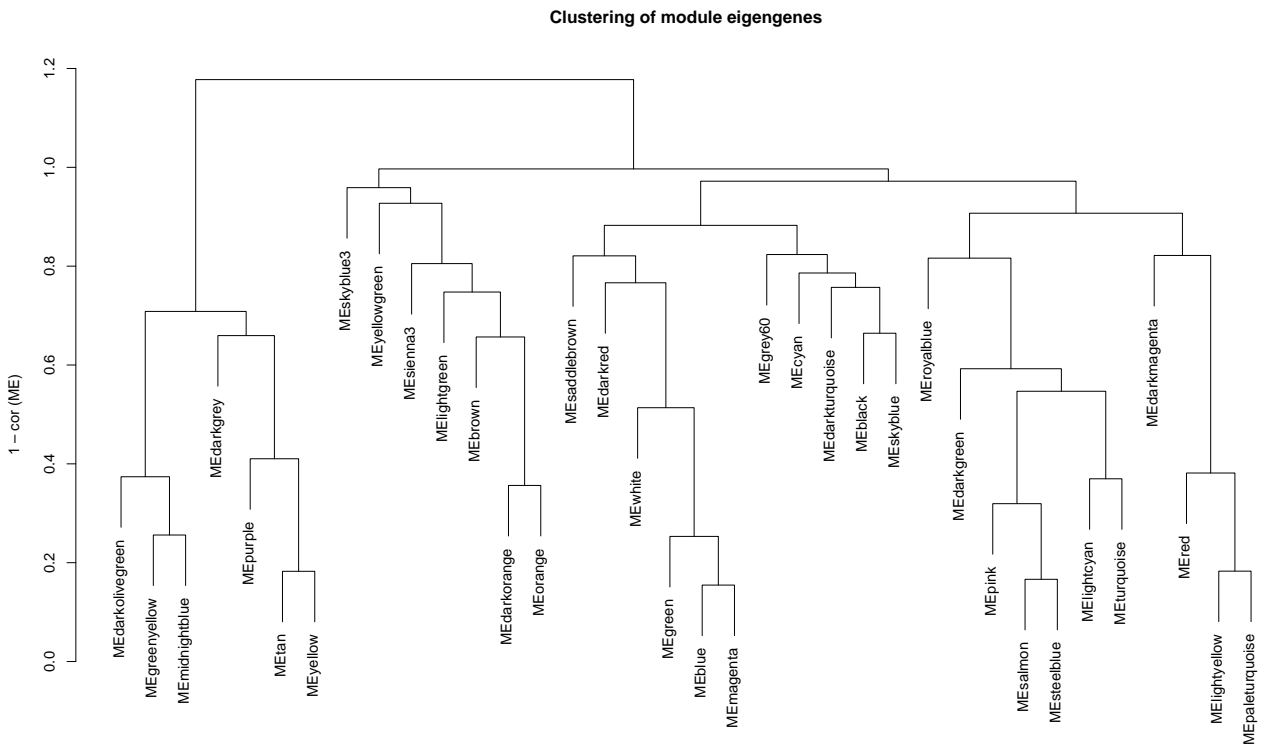 Clustering of module eigengenes
1 − cor (ME)
1.2
1.0
0.8
0.6
0.4
0.2
0.0
MEdarkolivegreen
MEgreenyellow
MEmidnightblue
MEdarkgrey
MEpurple
MEtan
MEyellow
MEskyblue3
MEyellowgreen
MEsienna3
MElightgreen
MEbrown
MEdarkorange
MEorange
MEsaddlebrown
MEdarkred
MEwhite
MEgreen
MEblue
MEmagenta
MEgrey60
MEcyan
MEdarkturquoise
MEblack
MEskyblue
MEroyalblue
MEdarkgreen
MEpink
MEsalmon
MEsteelblue
MElightcyan
MEturquoise
MEdarkmagenta
MEred
MElightyellow
MEpaleturquoise